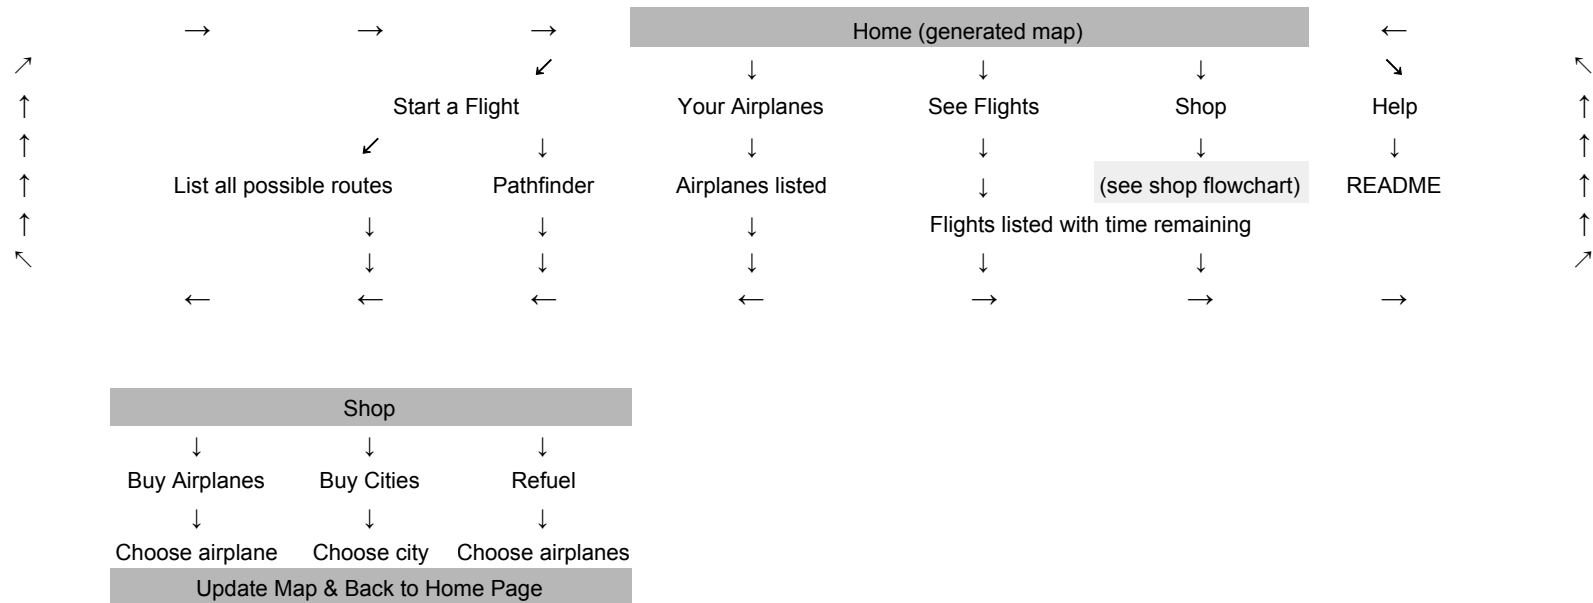 → → → Home (generated map) ←
↗ ↙ ↓ ↓ ↓ ↘ ↖
↑ Start a Flight Your Airplanes See Flights Shop Help ↑
↑ ↙ ↓ ↓ ↓ ↓ ↓ ↑
↑ List all possible routes Pathfinder Airplanes listed ↓ (see shop flowchart) README ↑
↑ ↓ ↓ ↓ Flights listed with time remaining ↑
↖ ↓ ↓ ↓ ↓ ↓ ↗
← ← ← ← → → →
Shop
↓ ↓ ↓
Buy Airplanes Buy Cities Refuel
↓ ↓ ↓
Choose airplane Choose city Choose airplanes
Update Map & Back to Home Page